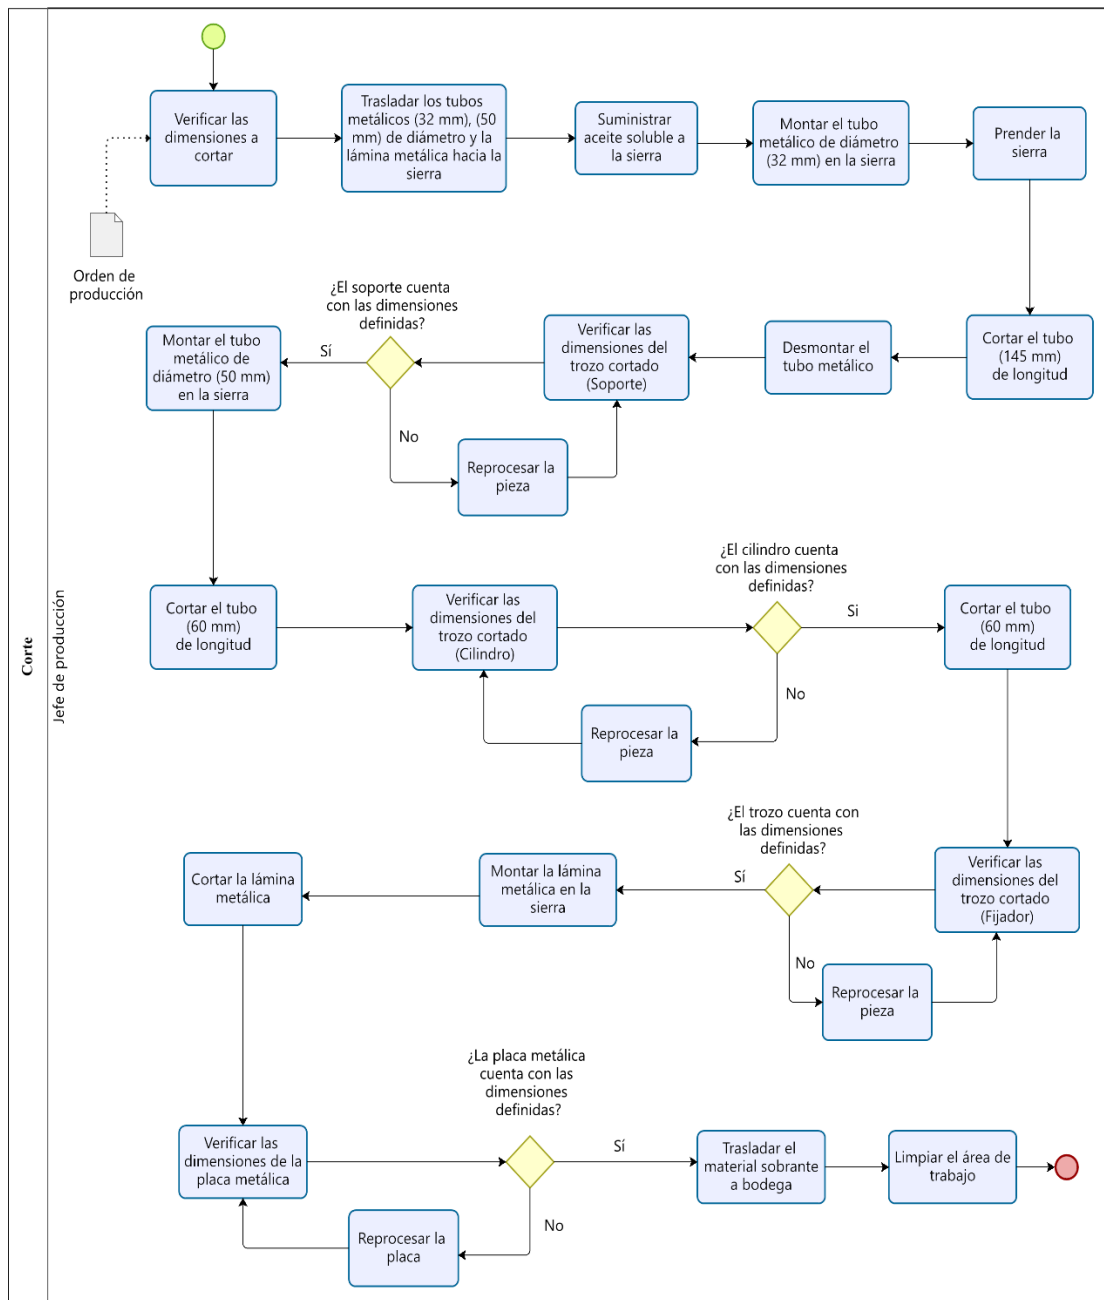 Corte
Jefe de producción
Verificar las
dimensiones a
cortar
Trasladar los tubos
metálicos (32 mm), (50
mm) de diámetro y la
lámina metálica hacia la
sierra
Suministrar
aceite soluble a
la sierra
Montar el tubo
metálico de diámetro
(32 mm) en la sierra
Prender la
sierra
Orden de
producción
Cortar el tubo
(145 mm)
de longitud
Desmontar el
tubo metálico
Verificar las
dimensiones del
trozo cortado
(Soporte)
¿El soporte cuenta
con las dimensiones
definidas?
Sí
No
Reprocesar la
pieza
Montar el tubo
metálico de
diámetro (50 mm)
en la sierra
Cortar el tubo
(60 mm)
de longitud
Verificar las
dimensiones del
trozo cortado
(Cilindro)
¿El cilindro cuenta
con las dimensiones
definidas?
Si
No
Reprocesar la
pieza
Cortar el tubo
(60 mm)
de longitud
Verificar las
dimensiones del
trozo cortado
(Fijador)
¿El trozo cuenta con
las dimensiones
definidas?
Sí
No
Reprocesar la
pieza
Montar la lámina
metálica en la
sierra
Cortar la lámina
metálica
Verificar las
dimensiones de la
placa metálica
¿La placa metálica
cuenta con las
dimensiones
definidas?
Sí
No
Reprocesar la
placa
Trasladar el
material sobrante
a bodega
Limpiar el área de
trabajo